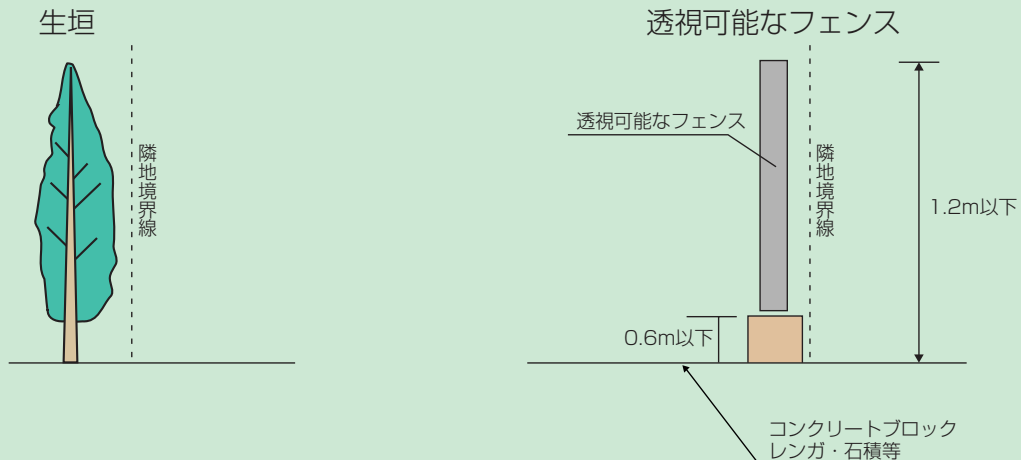 生垣
隣地境界線
透視可能なフェンス
透視可能なフェンス
隣地境界線
1.2m以下
0.6m以下
コンクリートブロック
レンガ・石積等